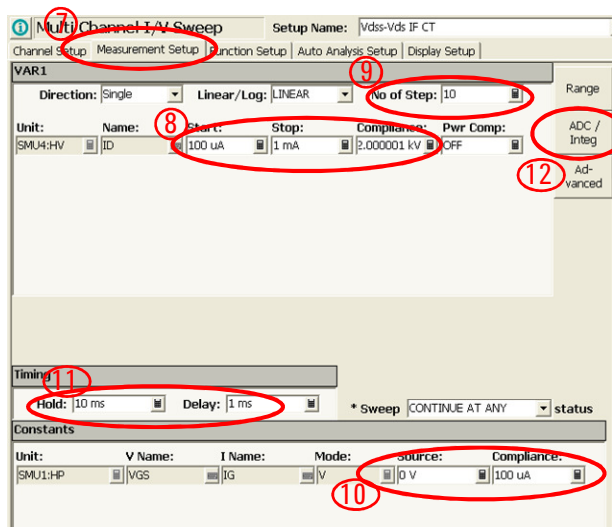 ⑦
Multi Channel I/V Sweep Setup Name: Vdss-Vds IF CT
Channel Setup Measurement Setup Function Setup Auto Analysis Setup Display Setup
VAR1 ⑨
Direction: Single Linear/Log: LINEAR No of Step: 10 Range
⑧
Unit: Name: Start: Stop: Compliance: Pwr Comp: ADC /
SMU4:HV ID 100 uA 1 mA 2.000001 kV OFF Integ
⑫ Ad-
vanced
Timing
⑪
Hold: 10 ms Delay: 1 ms * Sweep CONTINUE AT ANY status
Constants
Unit: V Name: I Name: Mode: Source: Compliance:
SMU1:HP VGS IG V 0 V 100 uA
⑩